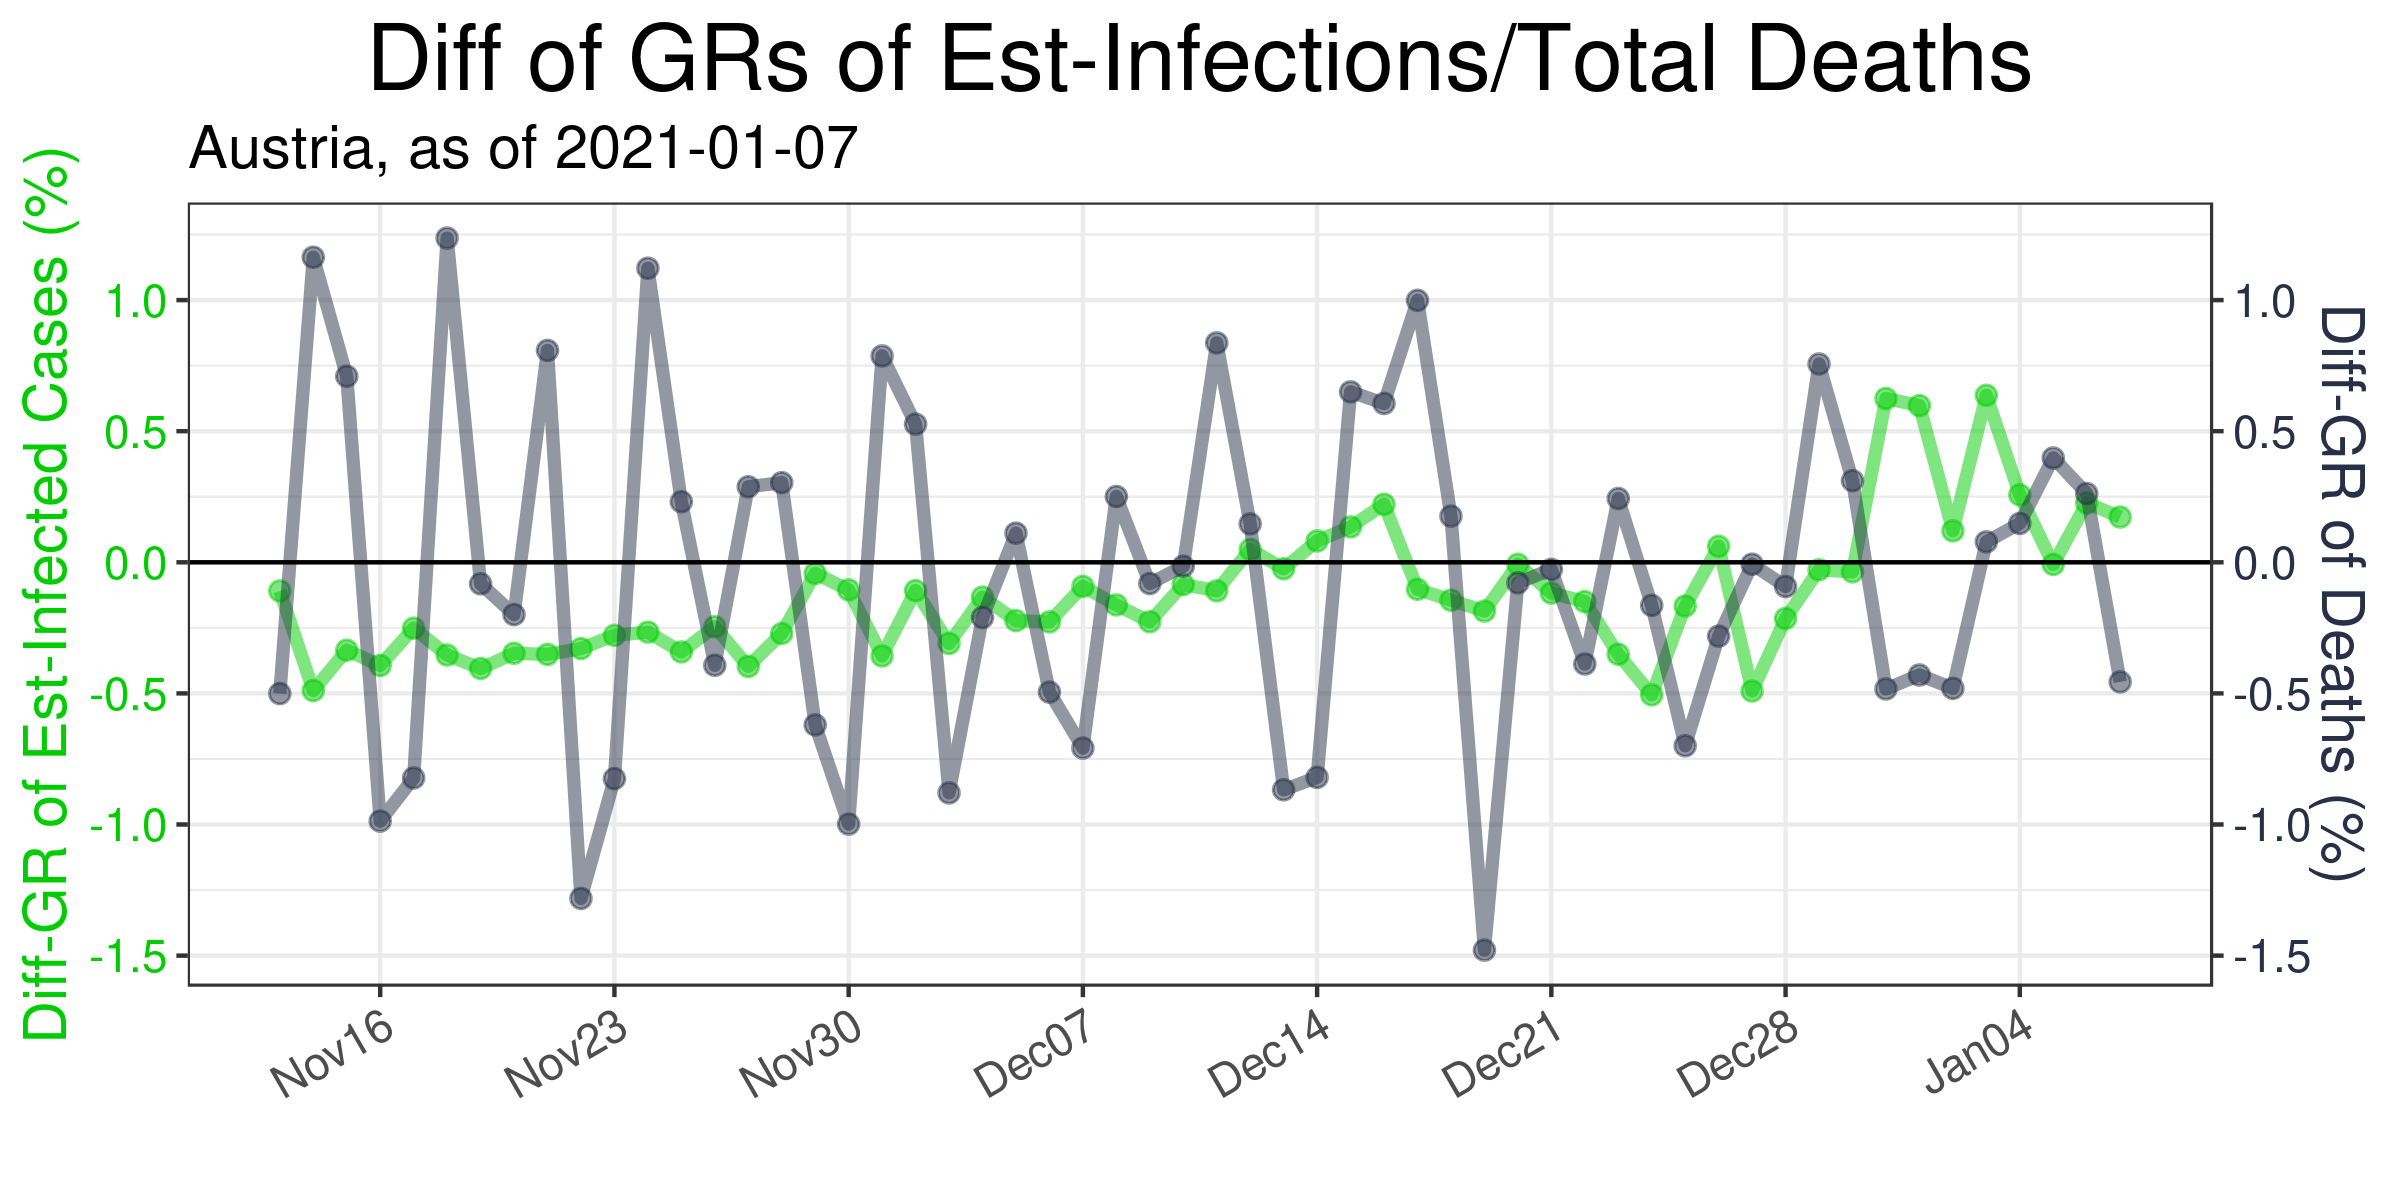 Diff of GRs of Est-Infections/Total Deaths
Austria, as of 2021-01-07
Diff-GR of Est-Infected Cases (%)
1.0
0.5
0.0
-0.5
-1.0
-1.5
1.0
0.5
0.0
-0.5
-1.0
-1.5
Diff-GR of Deaths (%)
Nov16 Nov23 Nov30 Dec07 Dec14 Dec21 Dec28 Jan04